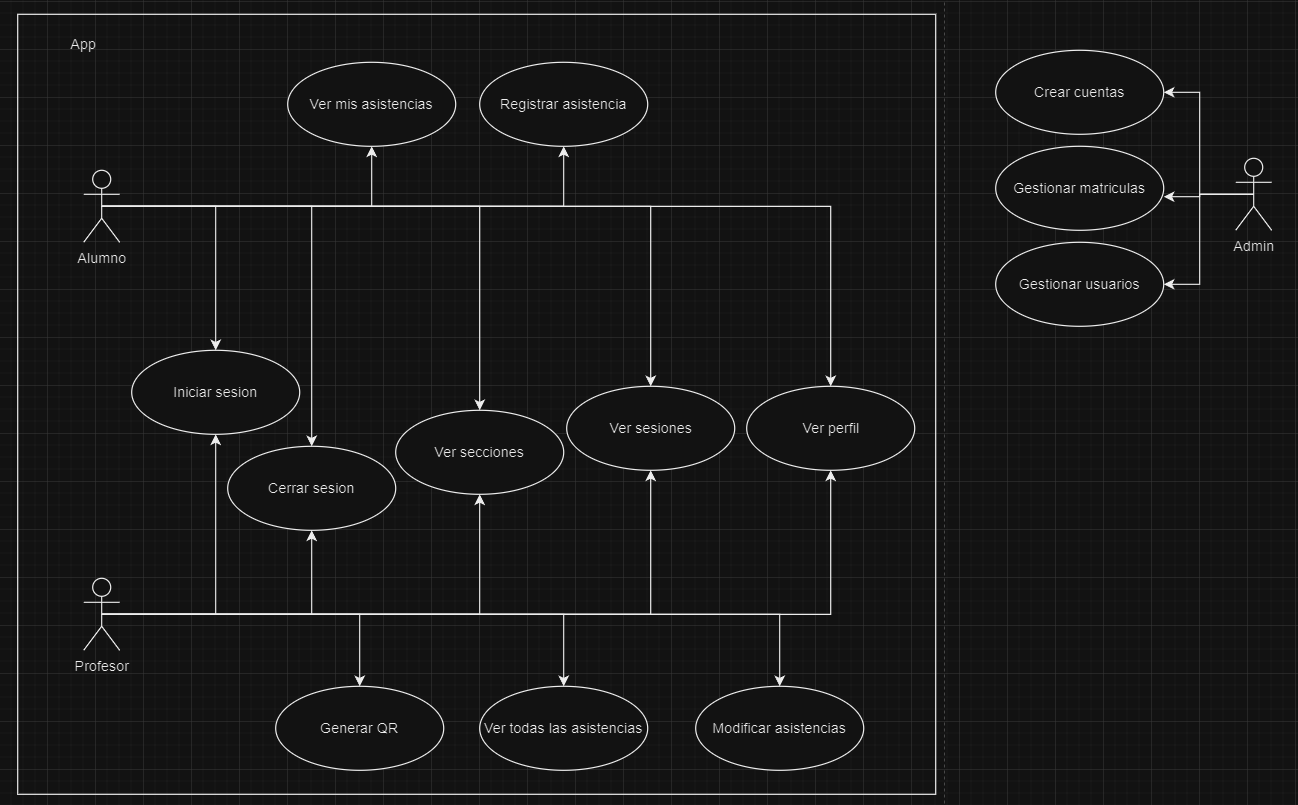 App
Ver mis asistencias
Registrar asistencia
Crear cuentas
Gestionar matriculas
Admin
Alumno
Gestionar usuarios
Iniciar sesion
Ver sesiones
Ver perfil
Ver secciones
Cerrar sesion
Profesor
Generar QR
Ver todas las asistencias
Modificar asistencias